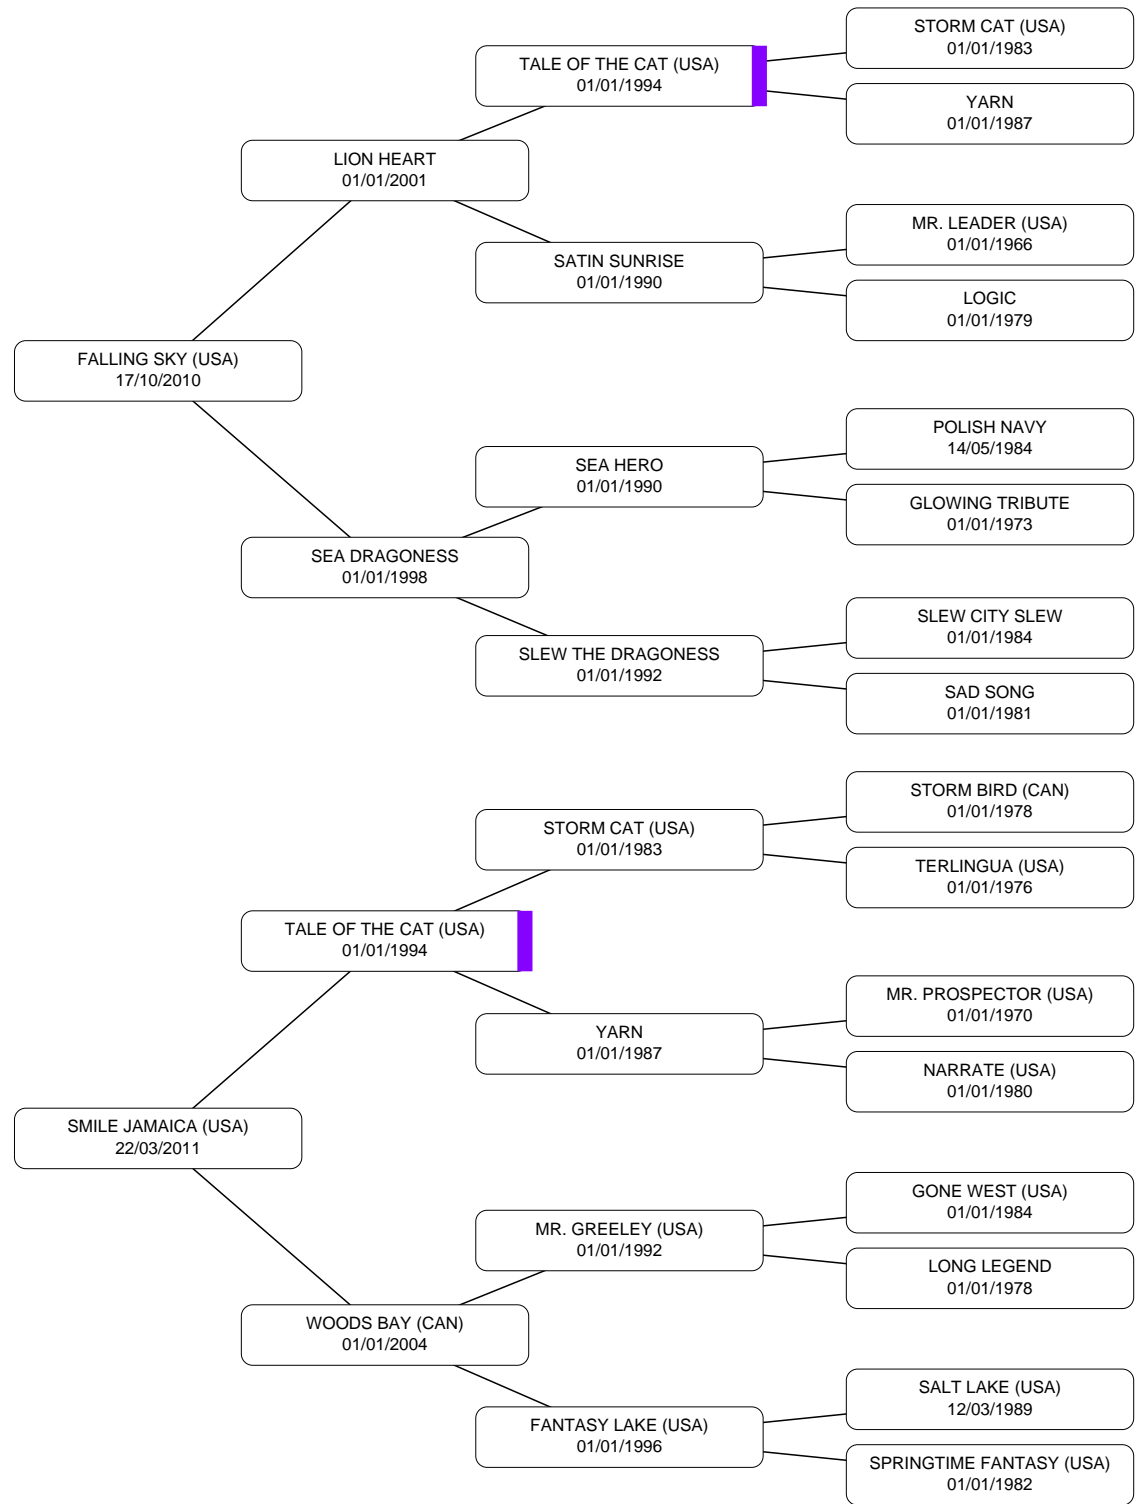 STORM CAT (USA)
01/01/1983
TALE OF THE CAT (USA)
01/01/1994
YARN
01/01/1987
LION HEART
01/01/2001
MR. LEADER (USA)
01/01/1966
SATIN SUNRISE
01/01/1990
LOGIC
01/01/1979
FALLING SKY (USA)
17/10/2010
POLISH NAVY
14/05/1984
SEA HERO
01/01/1990
GLOWING TRIBUTE
01/01/1973
SEA DRAGONESS
01/01/1998
SLEW CITY SLEW
01/01/1984
SLEW THE DRAGONESS
01/01/1992
SAD SONG
01/01/1981
STORM BIRD (CAN)
01/01/1978
STORM CAT (USA)
01/01/1983
TERLINGUA (USA)
01/01/1976
TALE OF THE CAT (USA)
01/01/1994
MR. PROSPECTOR (USA)
01/01/1970
YARN
01/01/1987
NARRATE (USA)
01/01/1980
SMILE JAMAICA (USA)
22/03/2011
GONE WEST (USA)
01/01/1984
MR. GREELEY (USA)
01/01/1992
LONG LEGEND
01/01/1978
WOODS BAY (CAN)
01/01/2004
SALT LAKE (USA)
12/03/1989
FANTASY LAKE (USA)
01/01/1996
SPRINGTIME FANTASY (USA)
01/01/1982